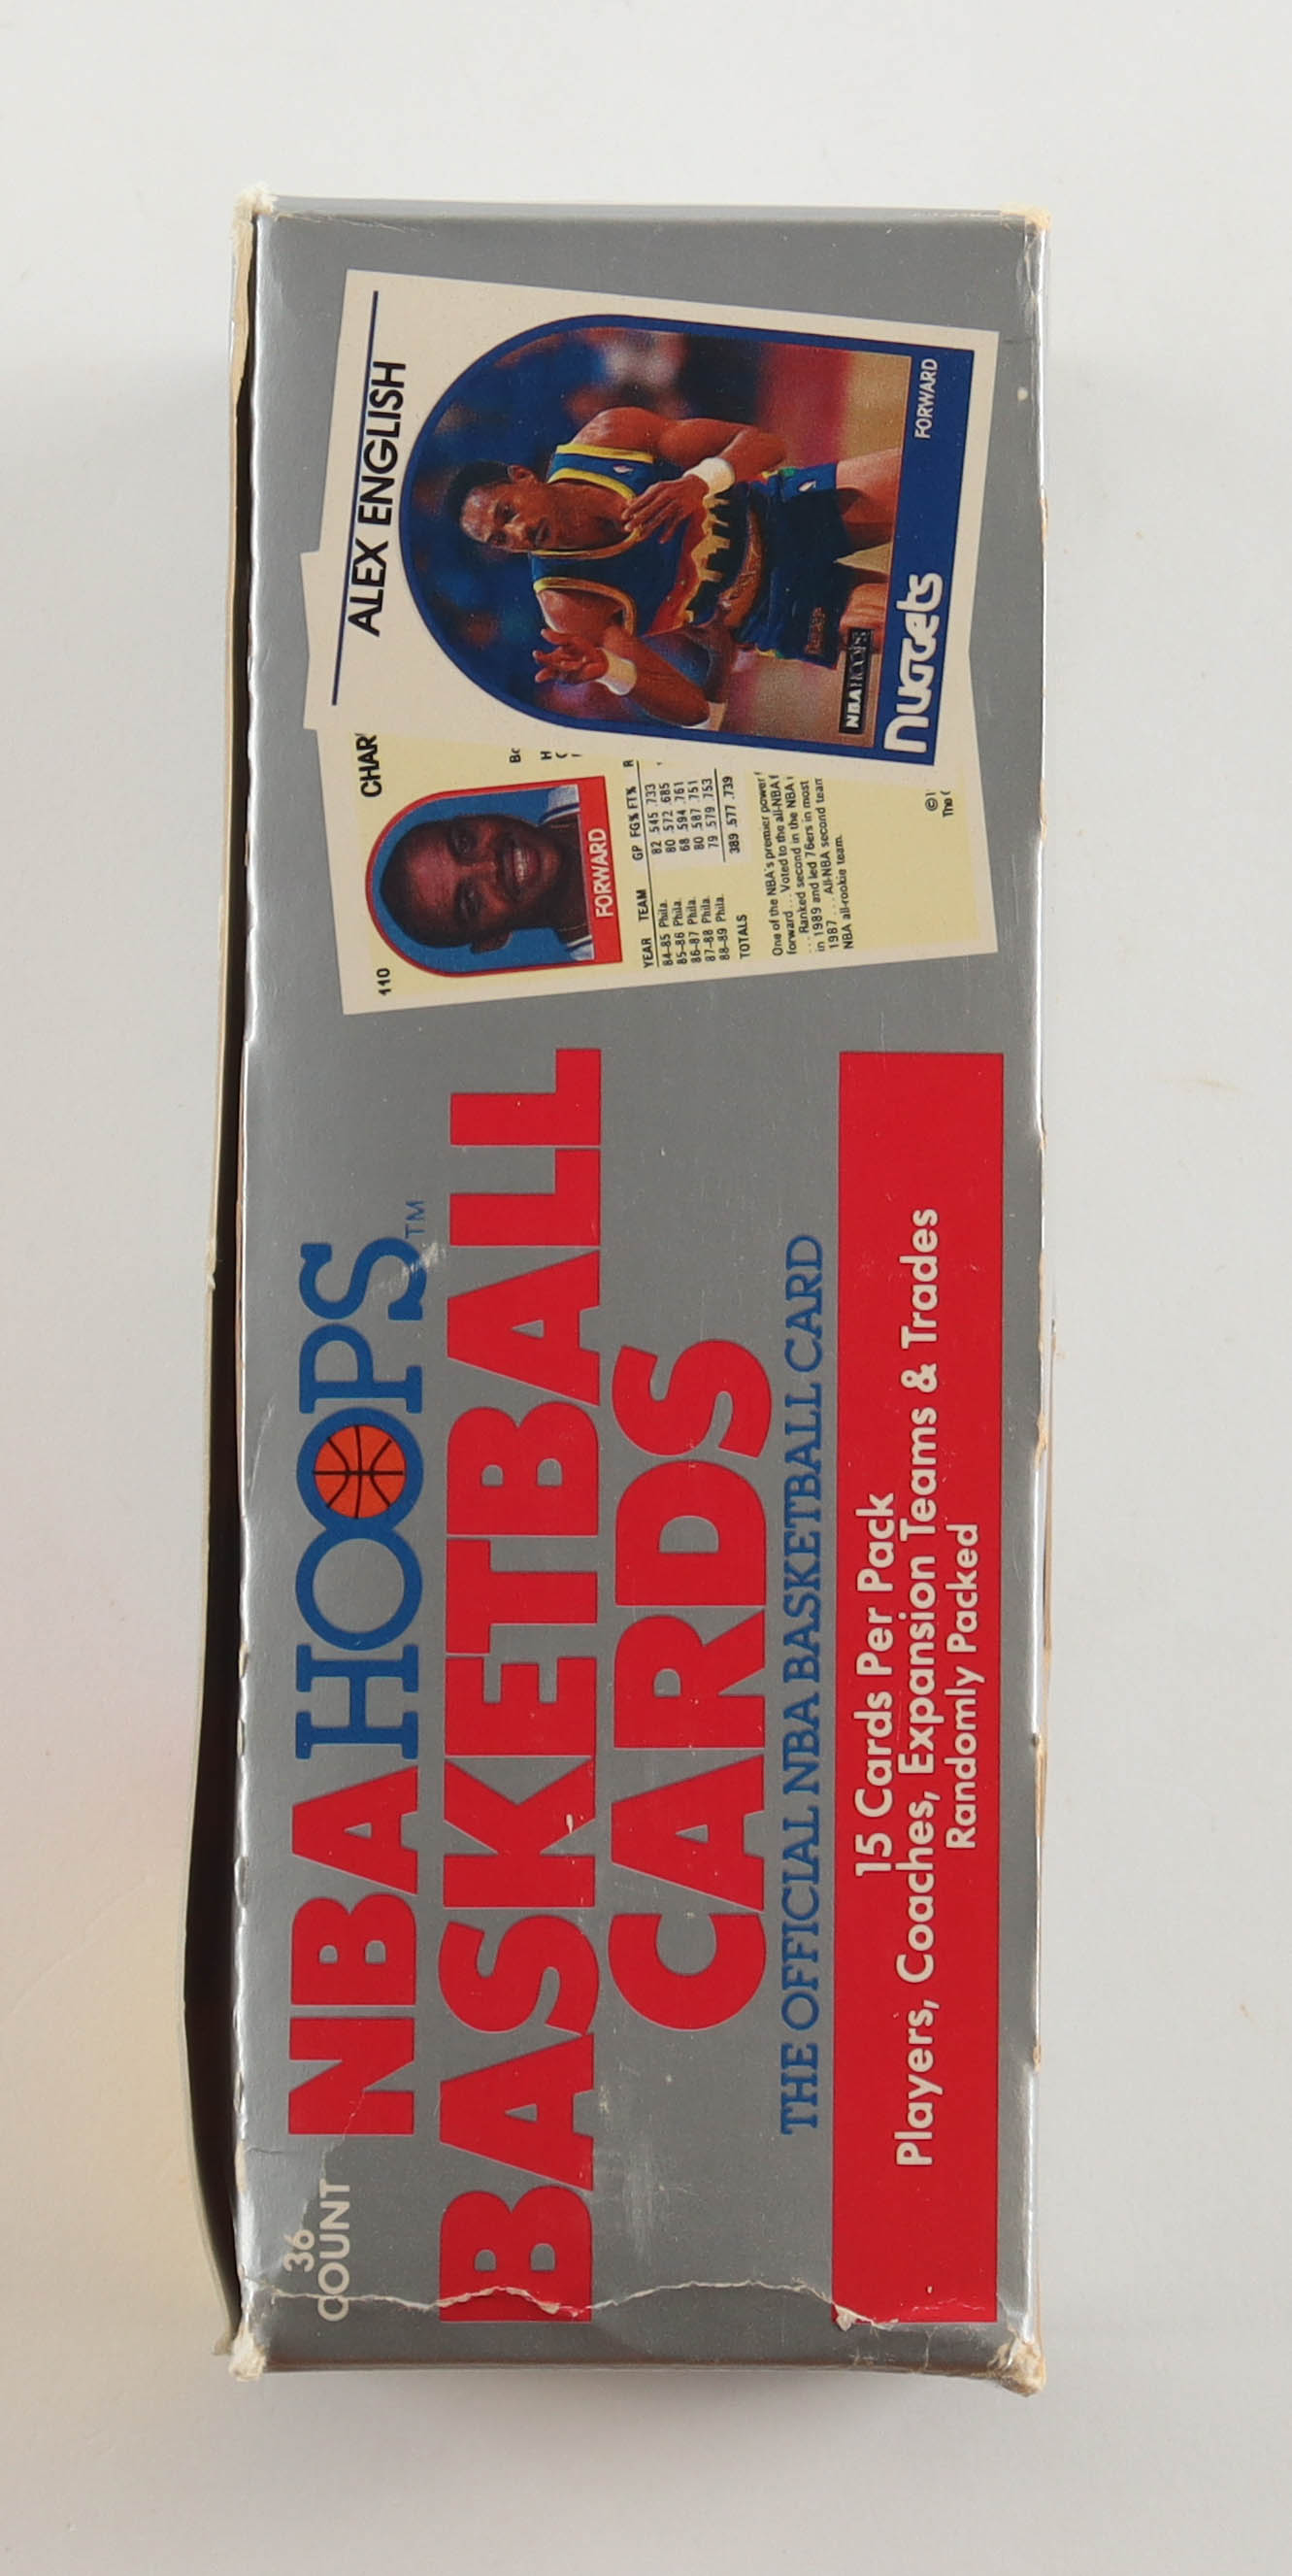 36
COUNT
NBA HOOPS™
BASKETBALL
CARDS
THE OFFICIAL NBA BASKETBALL CARD
15 Cards Per Pack
Players, Coaches, Expansion Teams & Trades
Randomly Packed
110
CHAR
FORWARD
YEAR TEAM GP FG% FT% R
84-85 Phila. 82 .545 .733
85-86 Phila. 80 .572 .685
86-87 Phila. 68 .594 .761
87-88 Phila. 80 .587 .751
88-89 Phila. 79 .579 .753
TOTALS 389 .577 .739
One of the NBA's premier power
forward... Voted to the all-NBA
... Ranked second in the NBA
in 1989 and led 76ers in most
1987 ... All-NBA second team
NBA all-rookie team.
The
ALEX ENGLISH
NBA HOOPS
nuggets
FORWARD